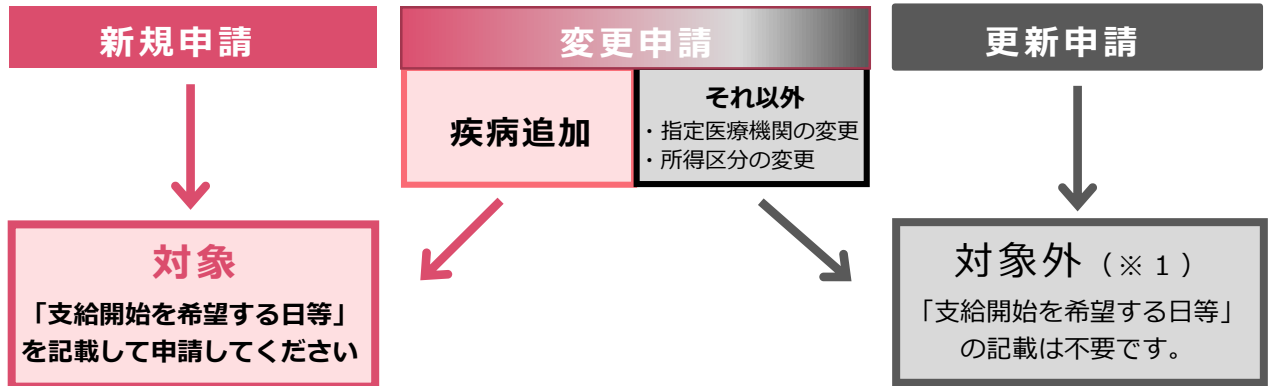 新規申請
変更申請
更新申請
疾病追加
それ以外
・指定医療機関の変更
・所得区分の変更
対象
「支給開始を希望する日等」
を記載して申請してください
対象外（※１）
「支給開始を希望する日等」
の記載は不要です。